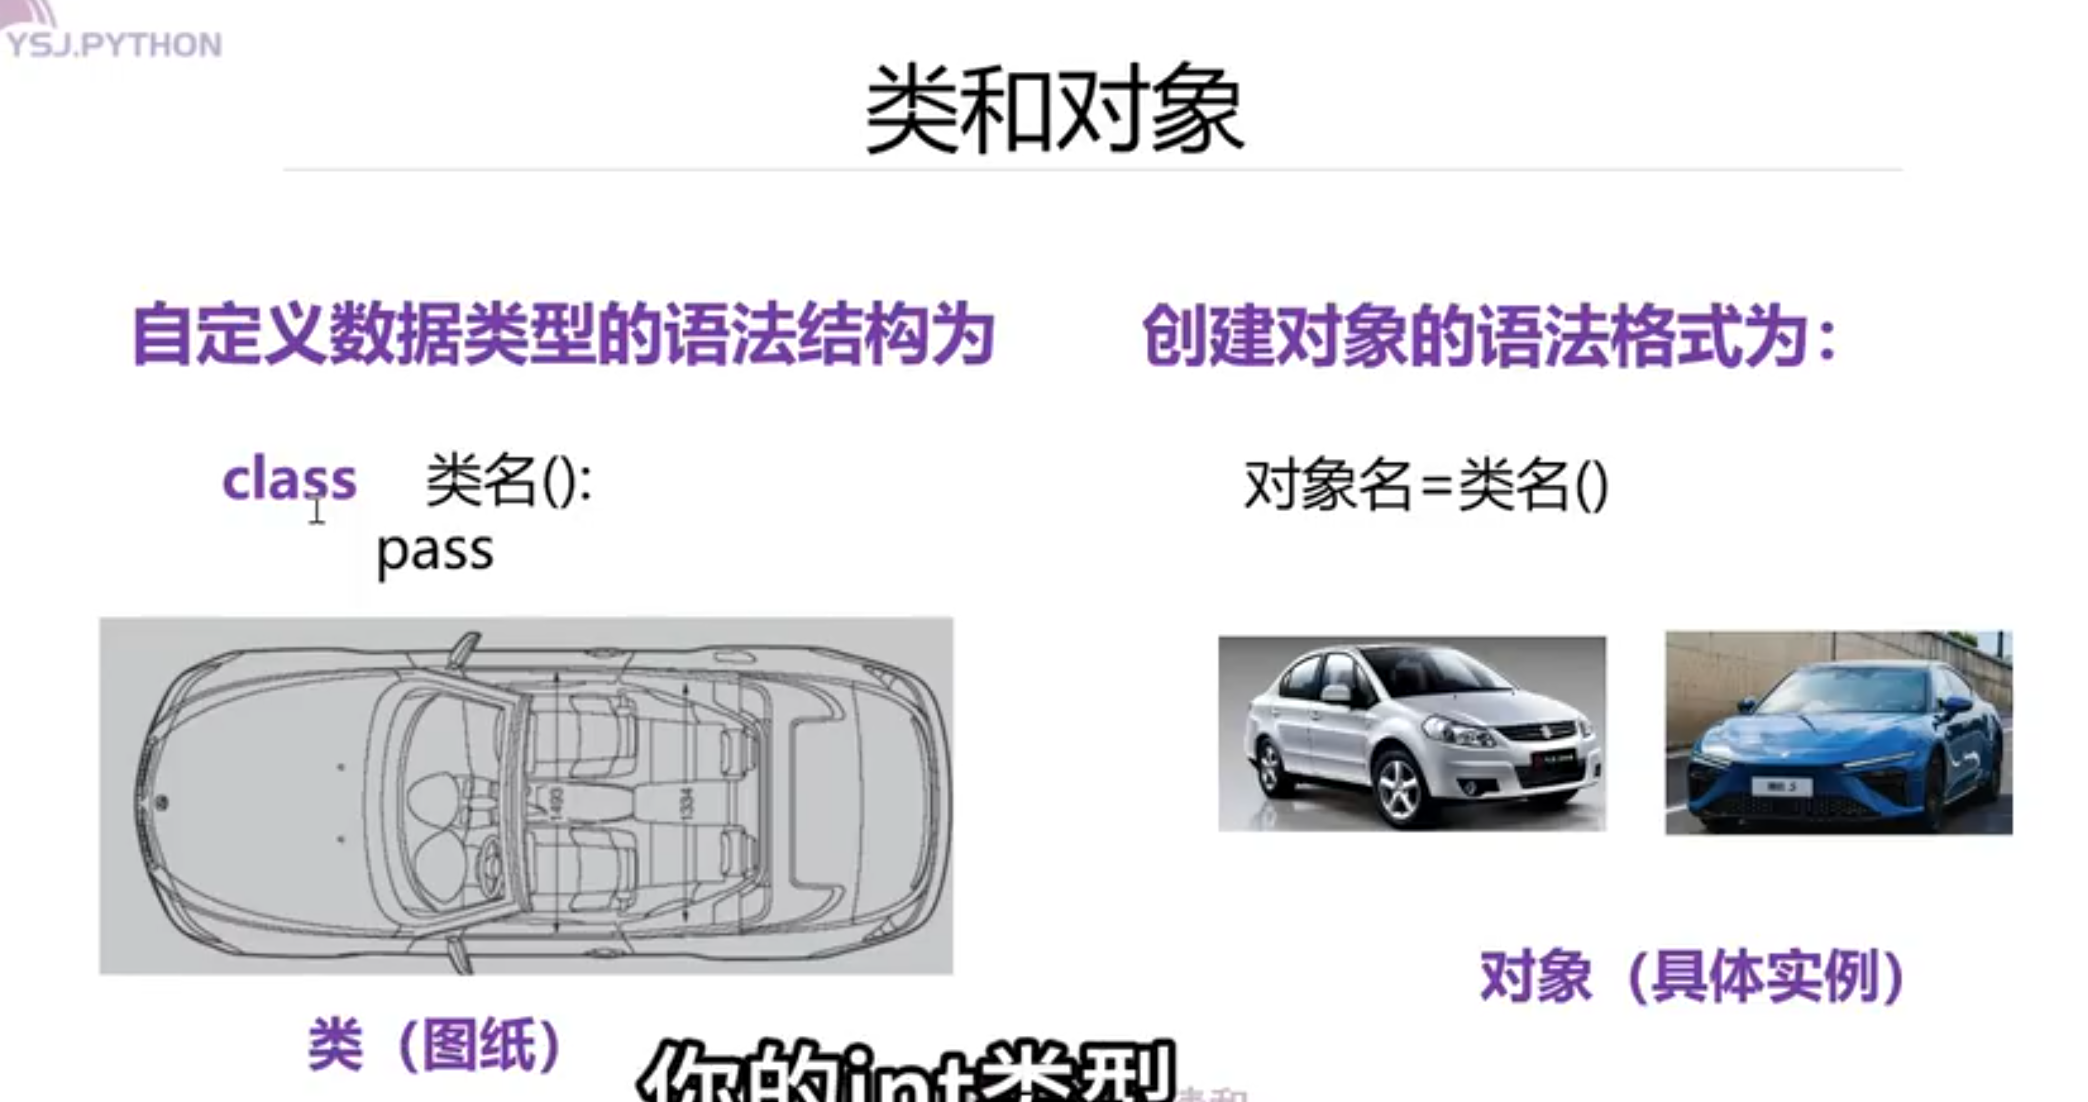 YSJ.PYTHON
类和对象
自定义数据类型的语法结构为
class 类名():
pass
1493
1334
类（图纸）
创建对象的语法格式为：
对象名=类名()
对象（具体实例）
你的int类型